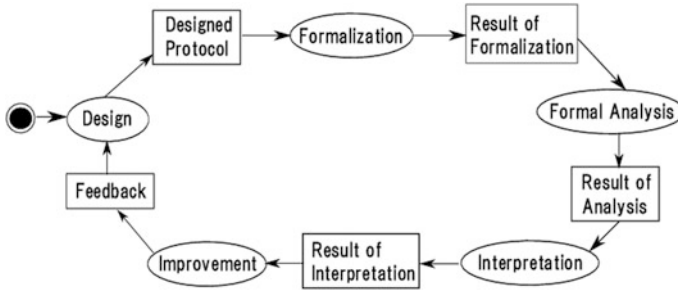 Designed
Protocol
Formalization
Result of
Formalization
Formal Analysis
Result of
Analysis
Interpretation
Result of
Interpretation
Improvement
Feedback
Design